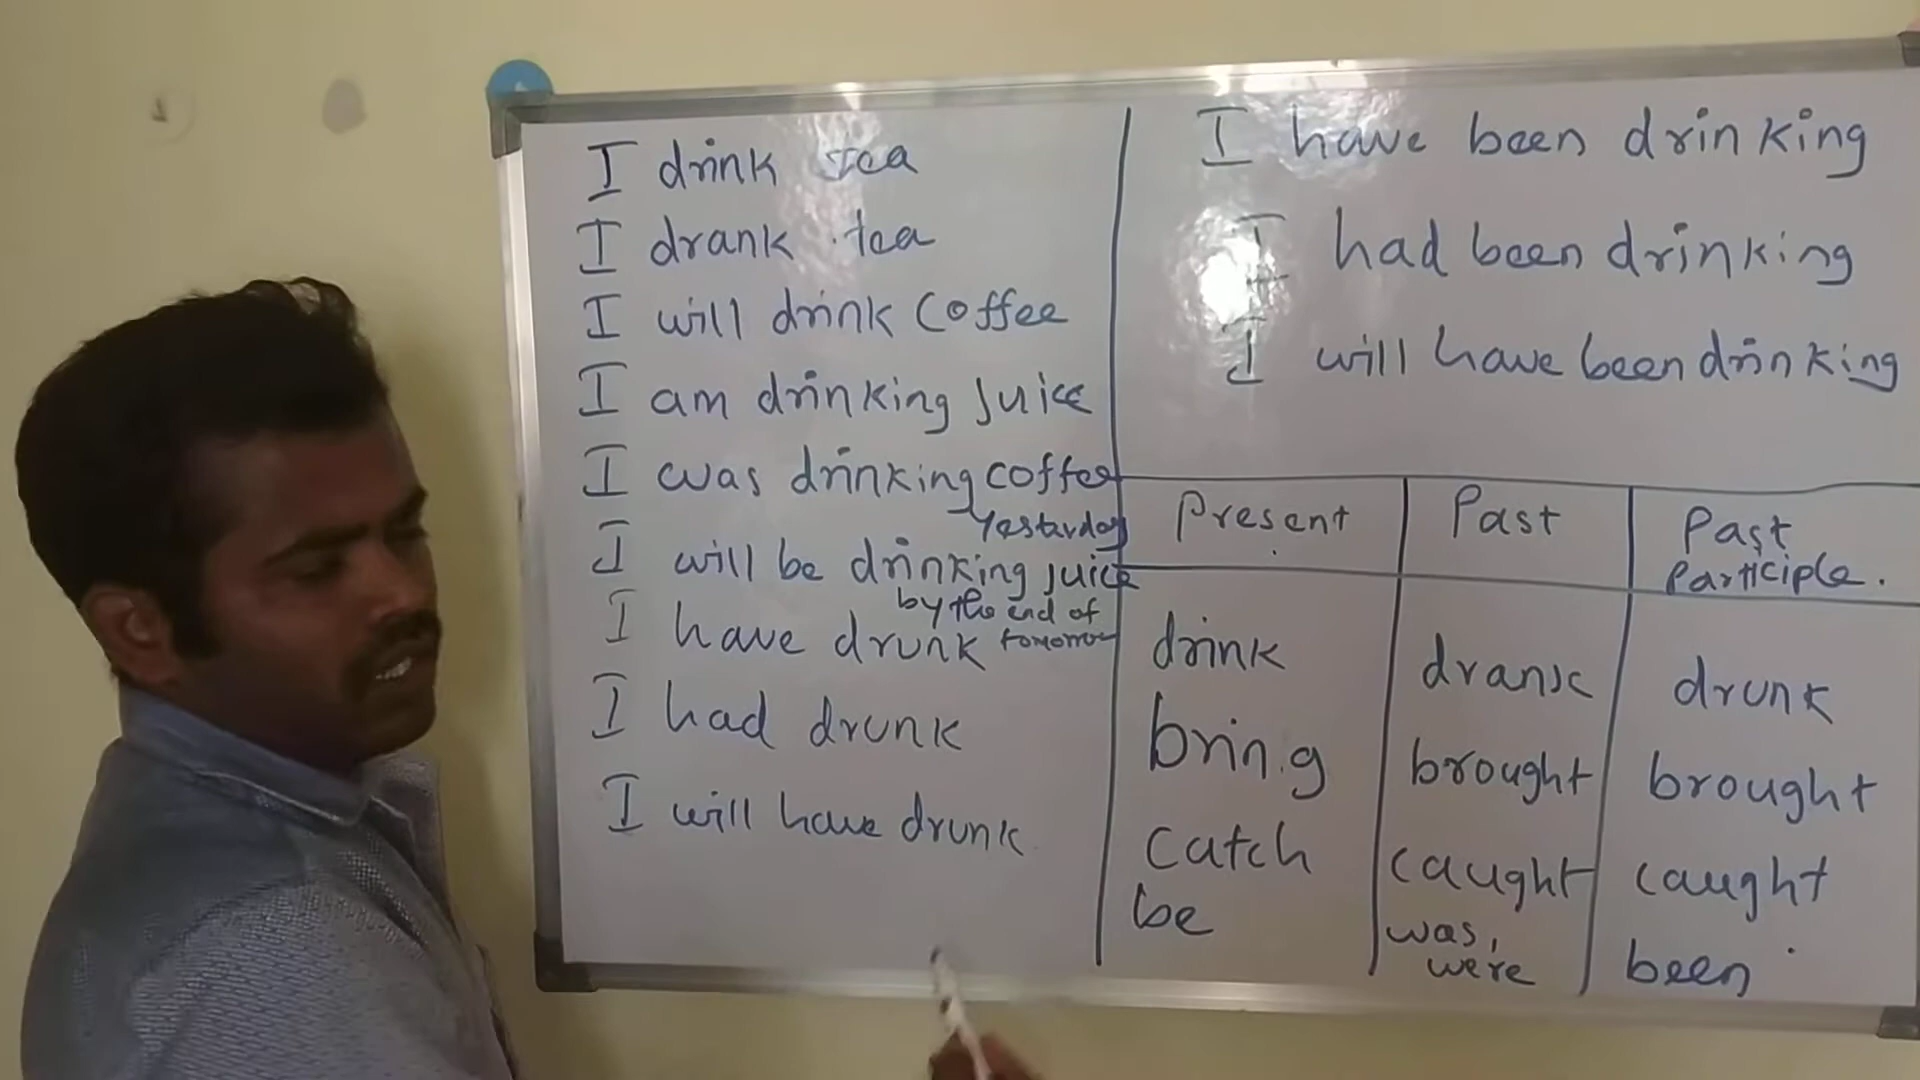 I drink tea
I drank tea
I will drink coffee
I am drinking juice
I was drinking coffee
yesterday
I will be drinking juice
by the end of
tomorrow
I have drunk
I had drunk
I will have drunk
I have been drinking
I had been drinking
I will have been drinking
Present Past Past
Participle.
drink drank drunk
bring brought brought
catch caught caught
be was, were been